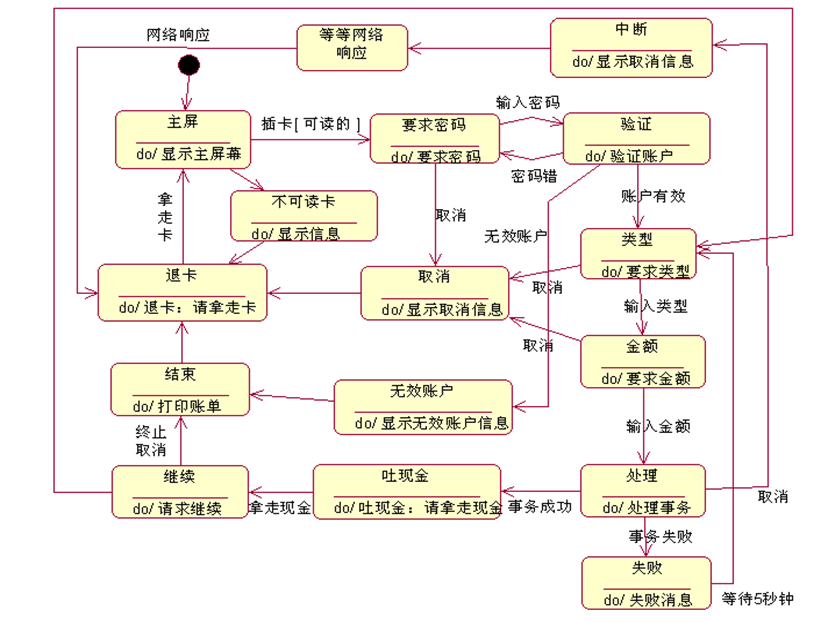 网络响应
等等网络
响应
中断
do/显示取消信息
主屏
do/显示主屏幕
插卡[ 可读的 ]
要求密码
do/要求密码
输入密码
密码错
验证
do/验证账户
拿
走
卡
不可读卡
do/显示信息
取消
无效账户
账户有效
类型
do/要求类型
退卡
do/退卡：请拿走卡
取消
do/显示取消信息
取消
输入类型
取消
金额
do/要求金额
结束
do/打印账单
无效账户
do/显示无效账户信息
输入金额
终止
取消
继续
do/请求继续
拿走现金
吐现金
do/吐现金：请拿走现金
事务成功
处理
do/处理事务
取消
事务失败
失败
do/失败消息
等待5秒钟